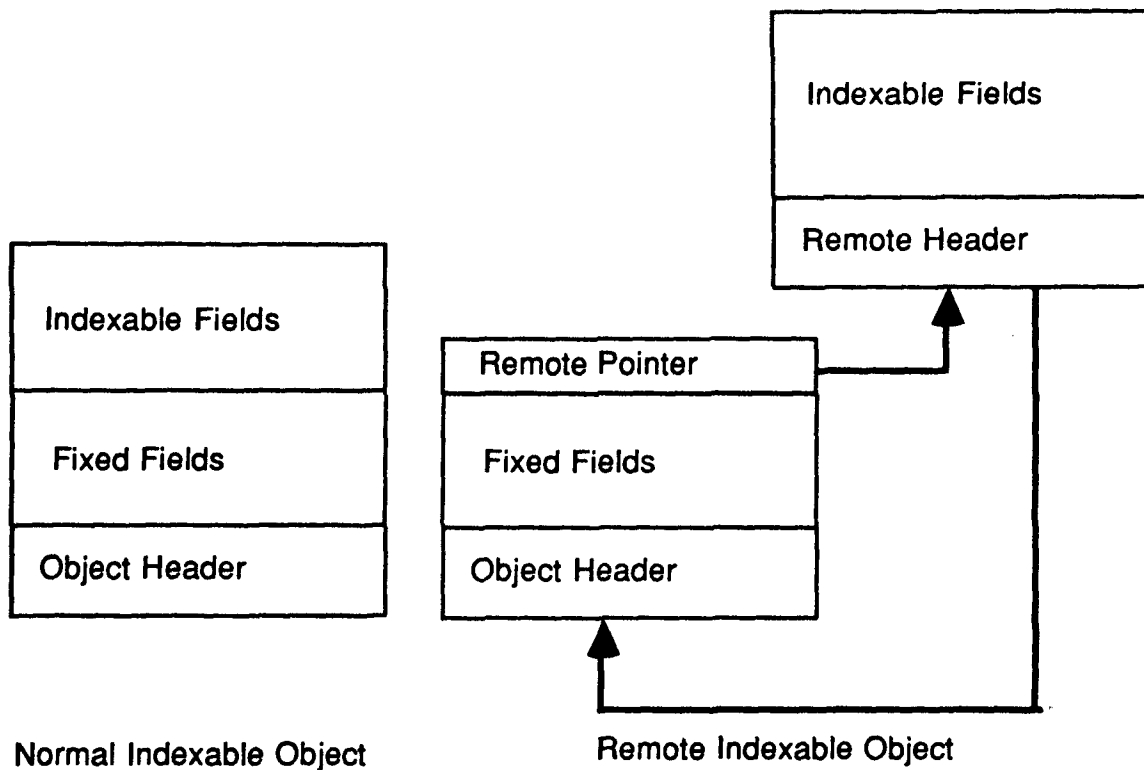 Indexable Fields
Remote Header
Indexable Fields
Fixed Fields
Object Header
Remote Pointer
Fixed Fields
Object Header
Normal Indexable Object
Remote Indexable Object